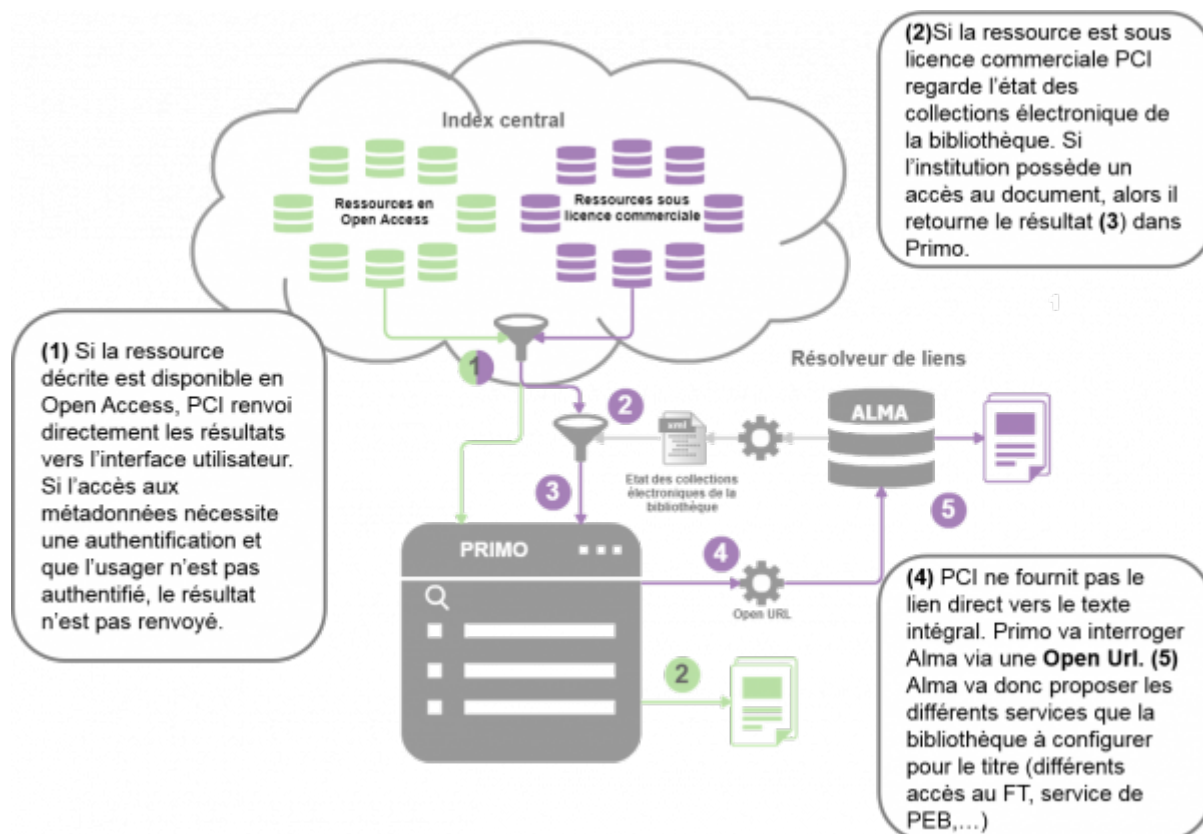 (2)Si la ressource est sous
licence commerciale PCI
regarde l'état des
collections électronique de
la bibliothèque. Si
l'institution possède un
accès au document, alors il
retourne le résultat (3) dans
Primo.
Index central
Ressources en
Open Access
Ressources sous
licence commerciale
(1) Si la ressource
décrite est disponible en
Open Access, PCI renvoi
directement les résultats
vers l'interface utilisateur.
Si l'accès aux
métadonnées nécessite
une authentification et
que l'usager n'est pas
authentifié, le résultat
n'est pas renvoyé.
1
Résolveur de liens
2
xml
ALMA
Etat des collections
électroniques de la
bibliothèque
3
5
PRIMO
4
Open URL
2
(4) PCI ne fournit pas le
lien direct vers le texte
intégral. Primo va interroger
Alma via une Open Url. (5)
Alma va donc proposer les
différents services que la
bibliothèque à configurer
pour le titre (différents
accès au FT, service de
PEB,...)